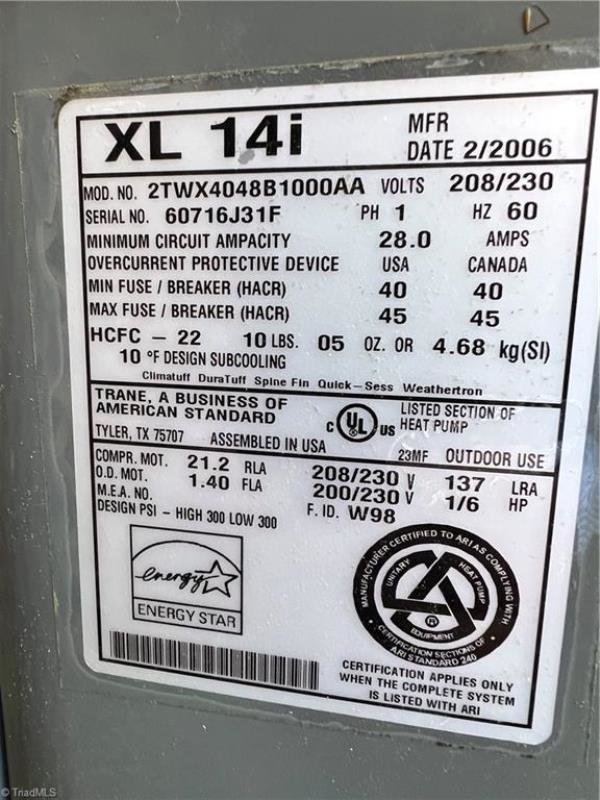 XL 14i
MFR
DATE 2/2006
MOD. NO. 2TWX4048B1000AA VOLTS 208/230
SERIAL NO. 60716J31F PH 1 HZ 60
MINIMUM CIRCUIT AMPACITY 28.0 AMPS
OVERCURRENT PROTECTIVE DEVICE USA CANADA
MIN FUSE / BREAKER (HACR) 40 40
MAX FUSE / BREAKER (HACR) 45 45
HCFC - 22 10 LBS. 05 OZ. OR 4.68 kg(SI)
10 °F DESIGN SUBCOOLING
Climatuff DuraTuff Spine Fin Quick-Sess Weathertron
TRANE, A BUSINESS OF
AMERICAN STANDARD
TYLER, TX 75707 ASSEMBLED IN USA
C UL US LISTED SECTION OF
HEAT PUMP
23MF OUTDOOR USE
COMPR. MOT. 21.2 RLA 208/230 V 137 LRA
O.D. MOT. 1.40 FLA 200/230 V 1/6 HP
M.E.A. NO. F. ID. W98
DESIGN PSI - HIGH 300 LOW 300
energy
ENERGY STAR
MANUFACTURER CERTIFIED TO ARI AS COMPLYING WITH
UNITARY HEAT PUMP
EQUIPMENT
CERTIFICATION SECTIONS OF
ARI STANDARD 240
CERTIFICATION APPLIES ONLY
WHEN THE COMPLETE SYSTEM
IS LISTED WITH ARI
© TriadMLS